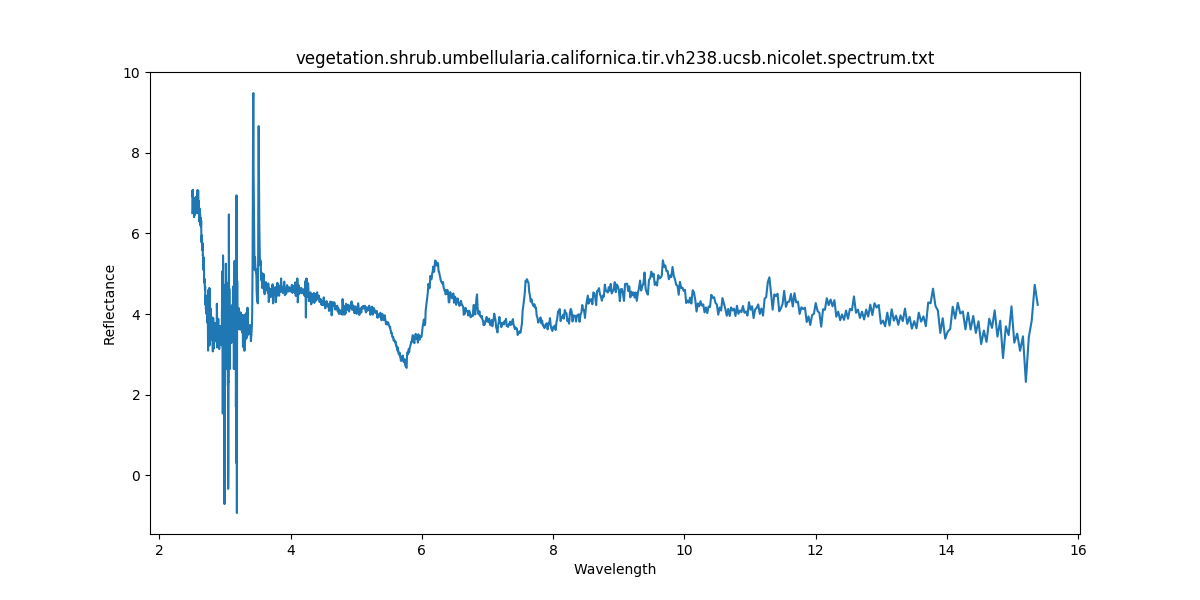 vegetation.shrub.umbellularia.californica.tir.vh238.ucsb.nicolet.spectrum.txt
10
8
6
4
2
0
Reflectance
2 4 6 8 10 12 14 16
Wavelength